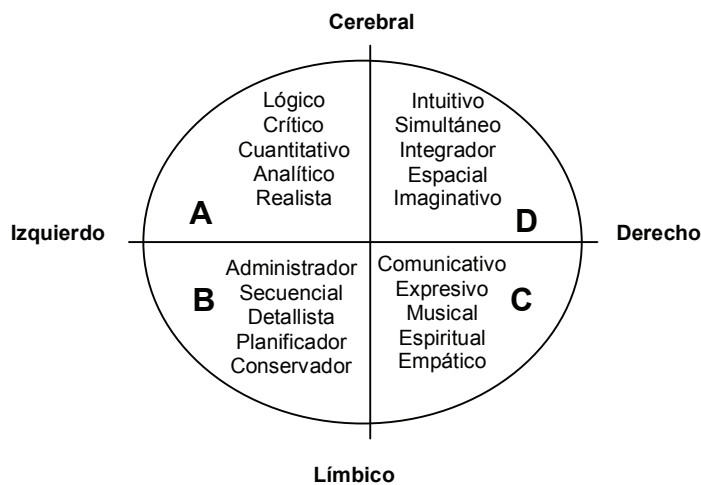 Cerebral
Lógico
Crítico
Cuantitativo
Analítico
Realista
A
Intuitivo
Simultáneo
Integrador
Espacial
Imaginativo
D
Izquierdo
Derecho
B
Administrador
Secuencial
Detallista
Planificador
Conservador
Comunicativo
Expresivo
Musical
Espiritual
Empático
C
Límbico